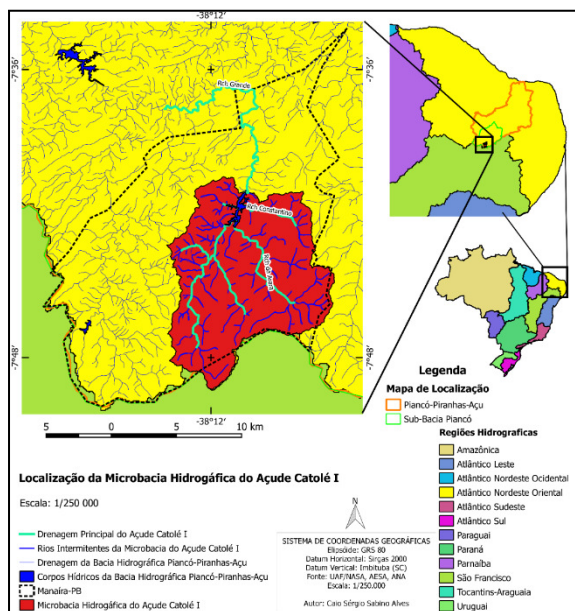 -38°12'
-7°36'
-7°36'
Rch Grande
Rch Constantino
-7°48'
-7°48'
-38°12'
5 0 5 10 km
Legenda
Mapa de Localização
Piancó-Piranhas-Açu
Sub-Bacia Piancó
Regiões Hidrograficas
Amazônica
Atlântico Leste
Atlântico Nordeste Ocidental
Atlântico Nordeste Oriental
Atlântico Sudeste
Atlântico Sul
Paraguai
Paraná
Parnaíba
São Francisco
Tocantins-Araguaia
Uruguai
Localização da Microbacia Hidrogáfica do Açude Catolé I
Escala: 1/250 000
Drenagem Principal do Açude Catolé I
Rios Intermitentes da Microbacia do Açude Catolé I
Drenagem da Bacia Hidrográfica Piancó-Piranhas-Açu
Corpos Hídricos da Bacia Hidrográfica Piancó-Piranhas-Açu
Manaíra-PB
Microbacia Hidrogáfica do Açude Catolé I
N
SISTEMA DE COORDENADAS GEOGRÁFICAS
Elipsóide: GRS 80
Datum Horizontal: Sirgas 2000
Datum Vertical: Imbituba (SC)
Fonte: UAF/NASA, AESA, ANA
Escala: 1/250.000
Autor: Caio Sérgio Sabino Alves